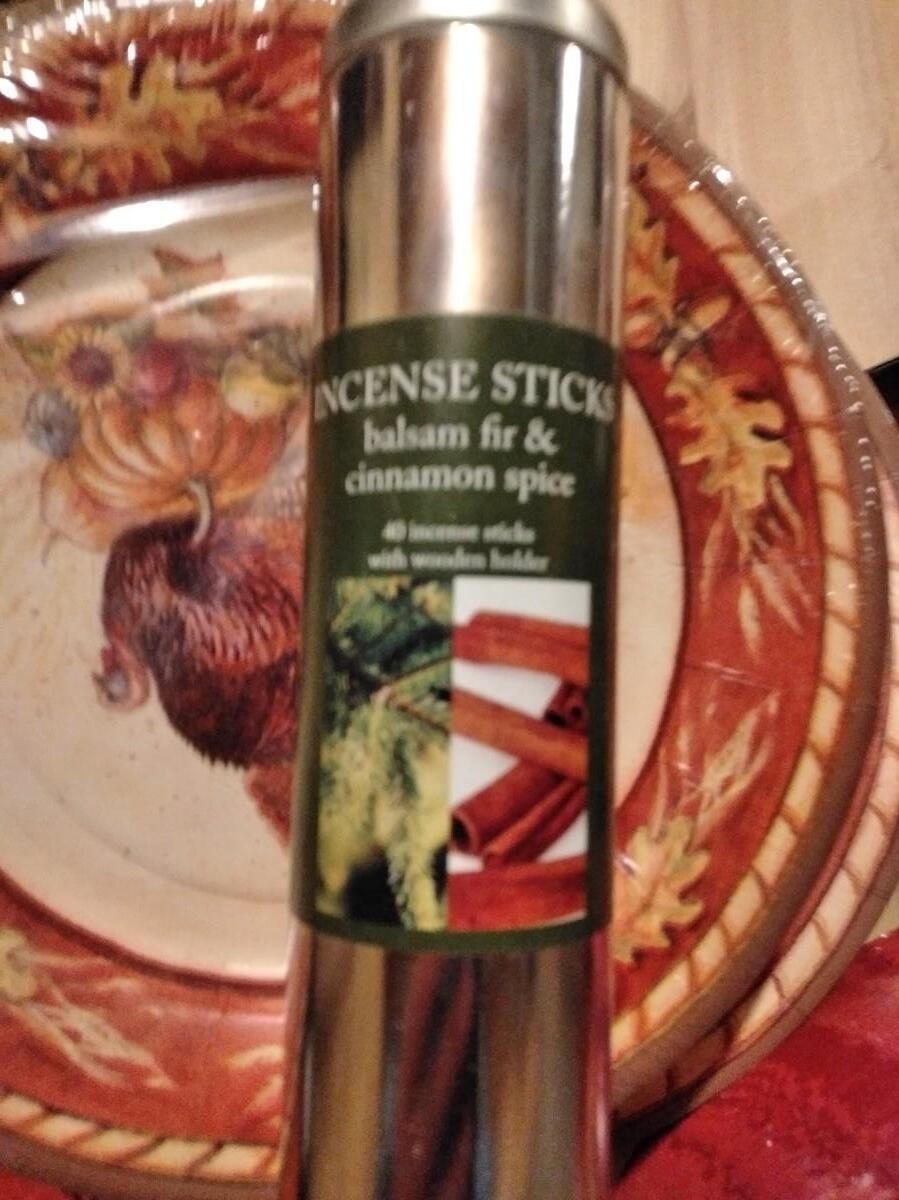 INCENSE STICKS
balsam fir &
cinnamon spice
40 incense sticks
with wooden holder